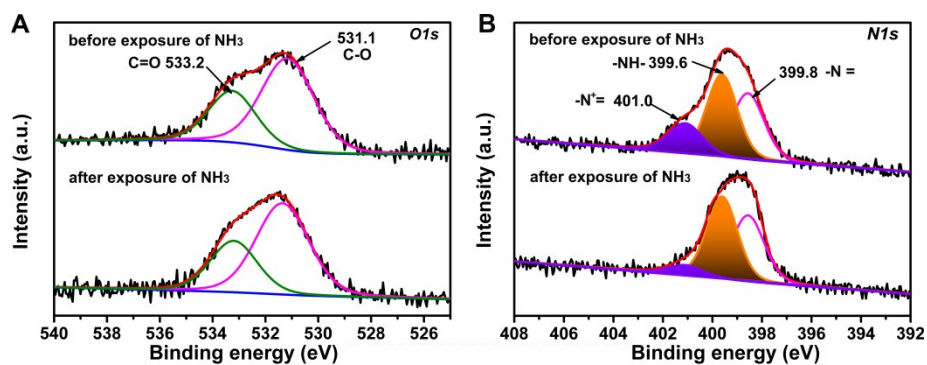 A
O1s
before exposure of NH3
C=O 533.2
531.1
C-O
after exposure of NH3
Intensity (a.u.)
540 538 536 534 532 530 528 526
Binding energy (eV)
B
N1s
before exposure of NH3
-NH- 399.6
399.8 -N =
-N+= 401.0
after exposure of NH3
Intensity (a.u.)
408 406 404 402 400 398 396 394 392
Binding energy (eV)